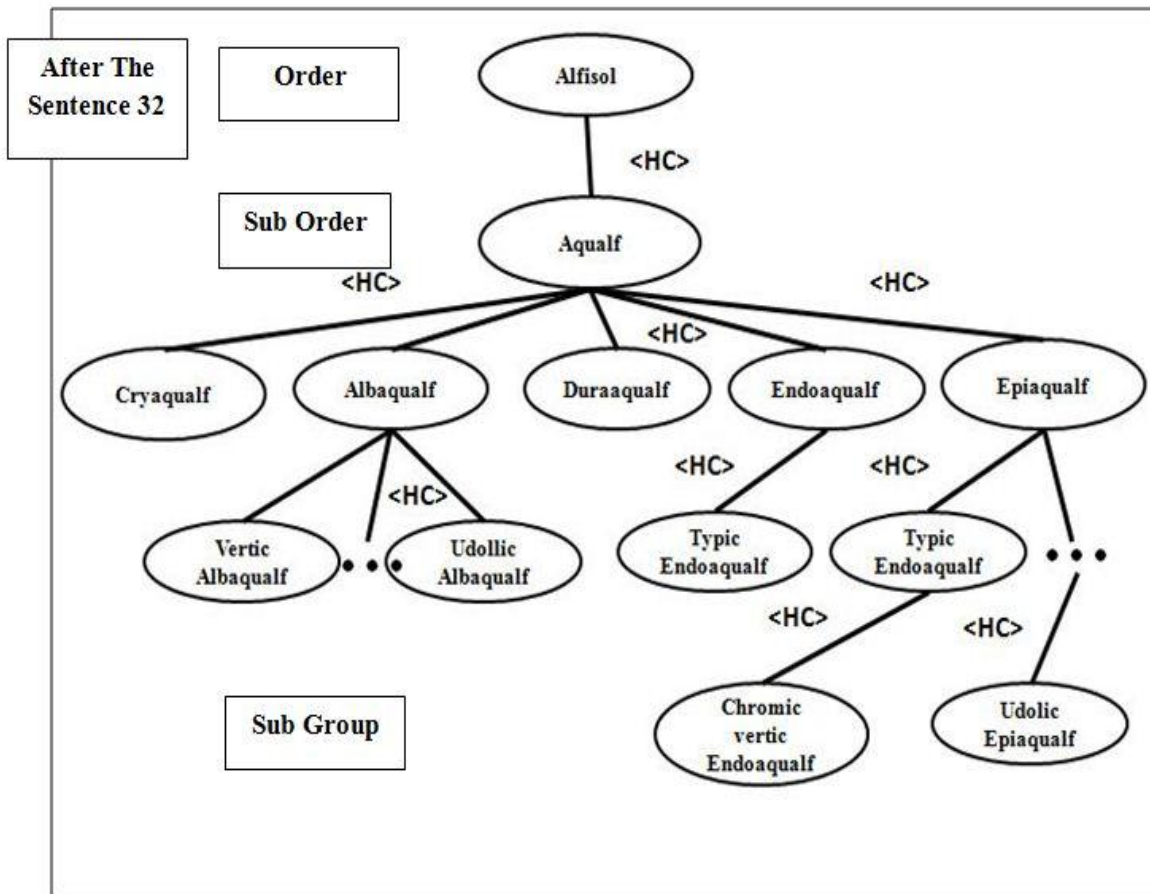 After The
Sentence 32
Order
Alfisol
<HC>
Sub Order
Aqualf
<HC>
<HC>
<HC>
Cryaqualf
Albaqualf
Duraaqualf
Endoaqualf
Epiaqualf
<HC>
<HC>
<HC>
Vertic
Albaqualf
Udollic
Albaqualf
Typic
Endoaqualf
Typic
Endoaqualf
<HC>
<HC>
Sub Group
Chromic
vertic
Endoaqualf
Udolic
Epiaqualf